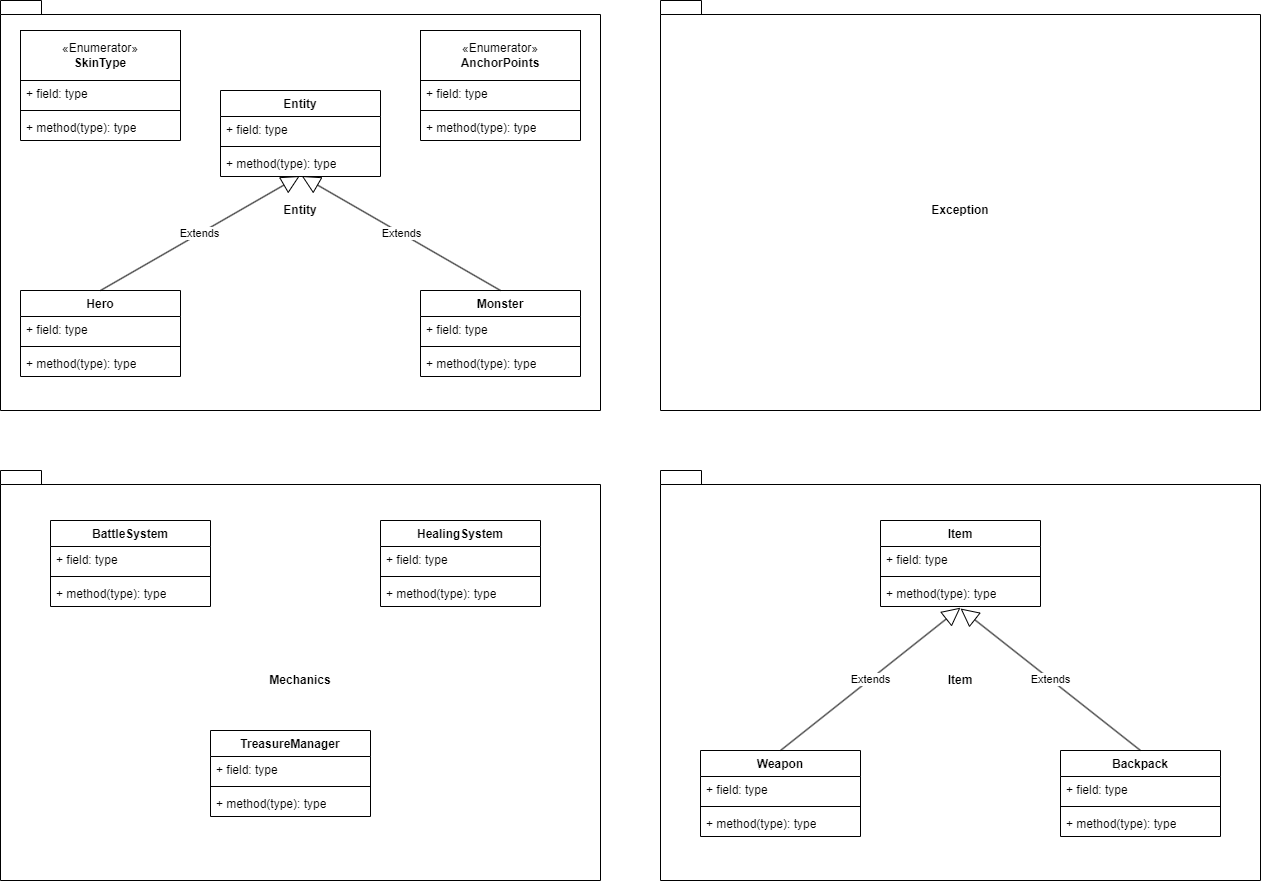 «Enumerator»
SkinType
+ field: type
+ method(type): type
«Enumerator»
AnchorPoints
+ field: type
+ method(type): type
Entity
+ field: type
+ method(type): type
Entity
Extends
Extends
Hero
+ field: type
+ method(type): type
Monster
+ field: type
+ method(type): type
Exception
BattleSystem
+ field: type
+ method(type): type
HealingSystem
+ field: type
+ method(type): type
Mechanics
TreasureManager
+ field: type
+ method(type): type
Item
+ field: type
+ method(type): type
Extends
Item
Extends
Weapon
+ field: type
+ method(type): type
Backpack
+ field: type
+ method(type): type